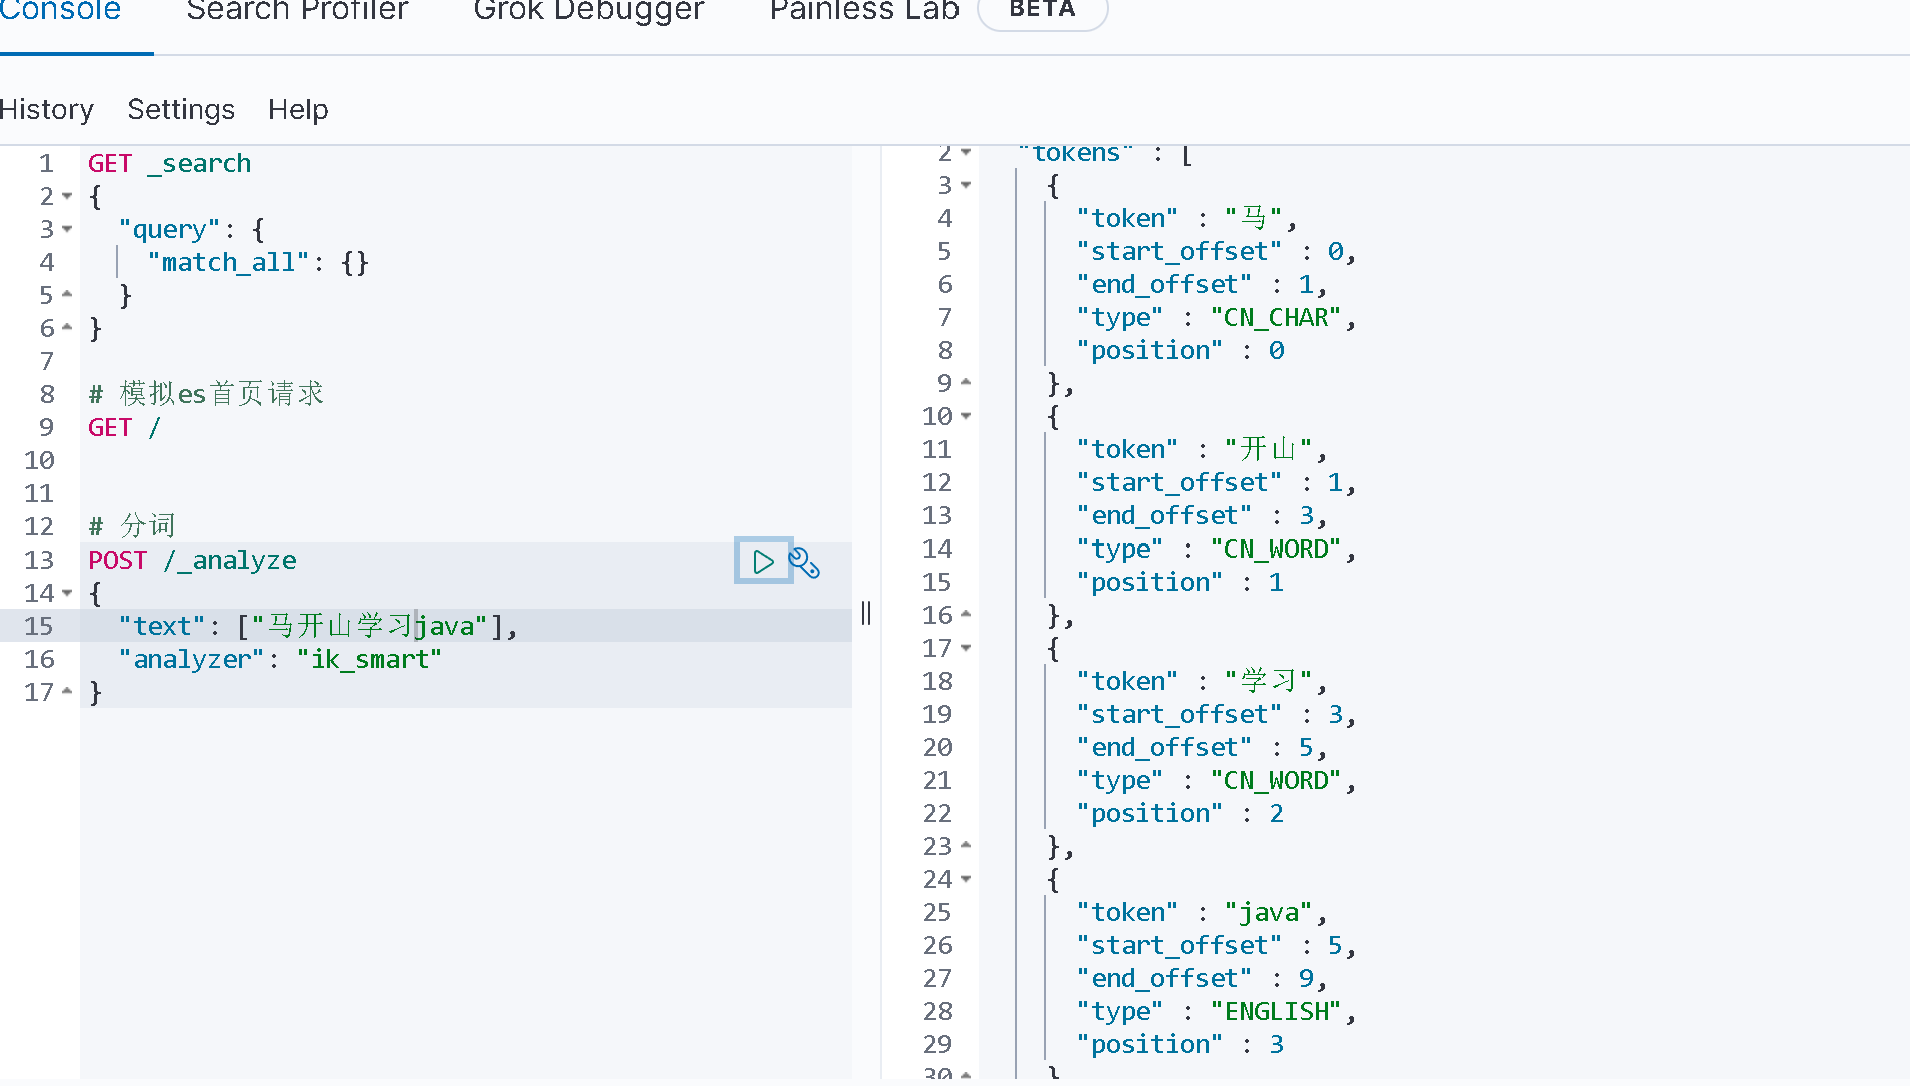 Console Search Profiler Grok Debugger Painless Lab BETA
History Settings Help
1 GET _search
2 {
3 "query": {
4 "match_all": {}
5 }
6 }
7
8 # 模拟es首页请求
9 GET /
10
11
12 # 分词
13 POST /_analyze
14 {
15 "text": ["马开山学习java"],
16 "analyzer": "ik_smart"
17 }
2 "tokens" : [
3 {
4 "token" : "马",
5 "start_offset" : 0,
6 "end_offset" : 1,
7 "type" : "CN_CHAR",
8 "position" : 0
9 },
10 {
11 "token" : "开山",
12 "start_offset" : 1,
13 "end_offset" : 3,
14 "type" : "CN_WORD",
15 "position" : 1
16 },
17 {
18 "token" : "学习",
19 "start_offset" : 3,
20 "end_offset" : 5,
21 "type" : "CN_WORD",
22 "position" : 2
23 },
24 {
25 "token" : "java",
26 "start_offset" : 5,
27 "end_offset" : 9,
28 "type" : "ENGLISH",
29 "position" : 3
30 }